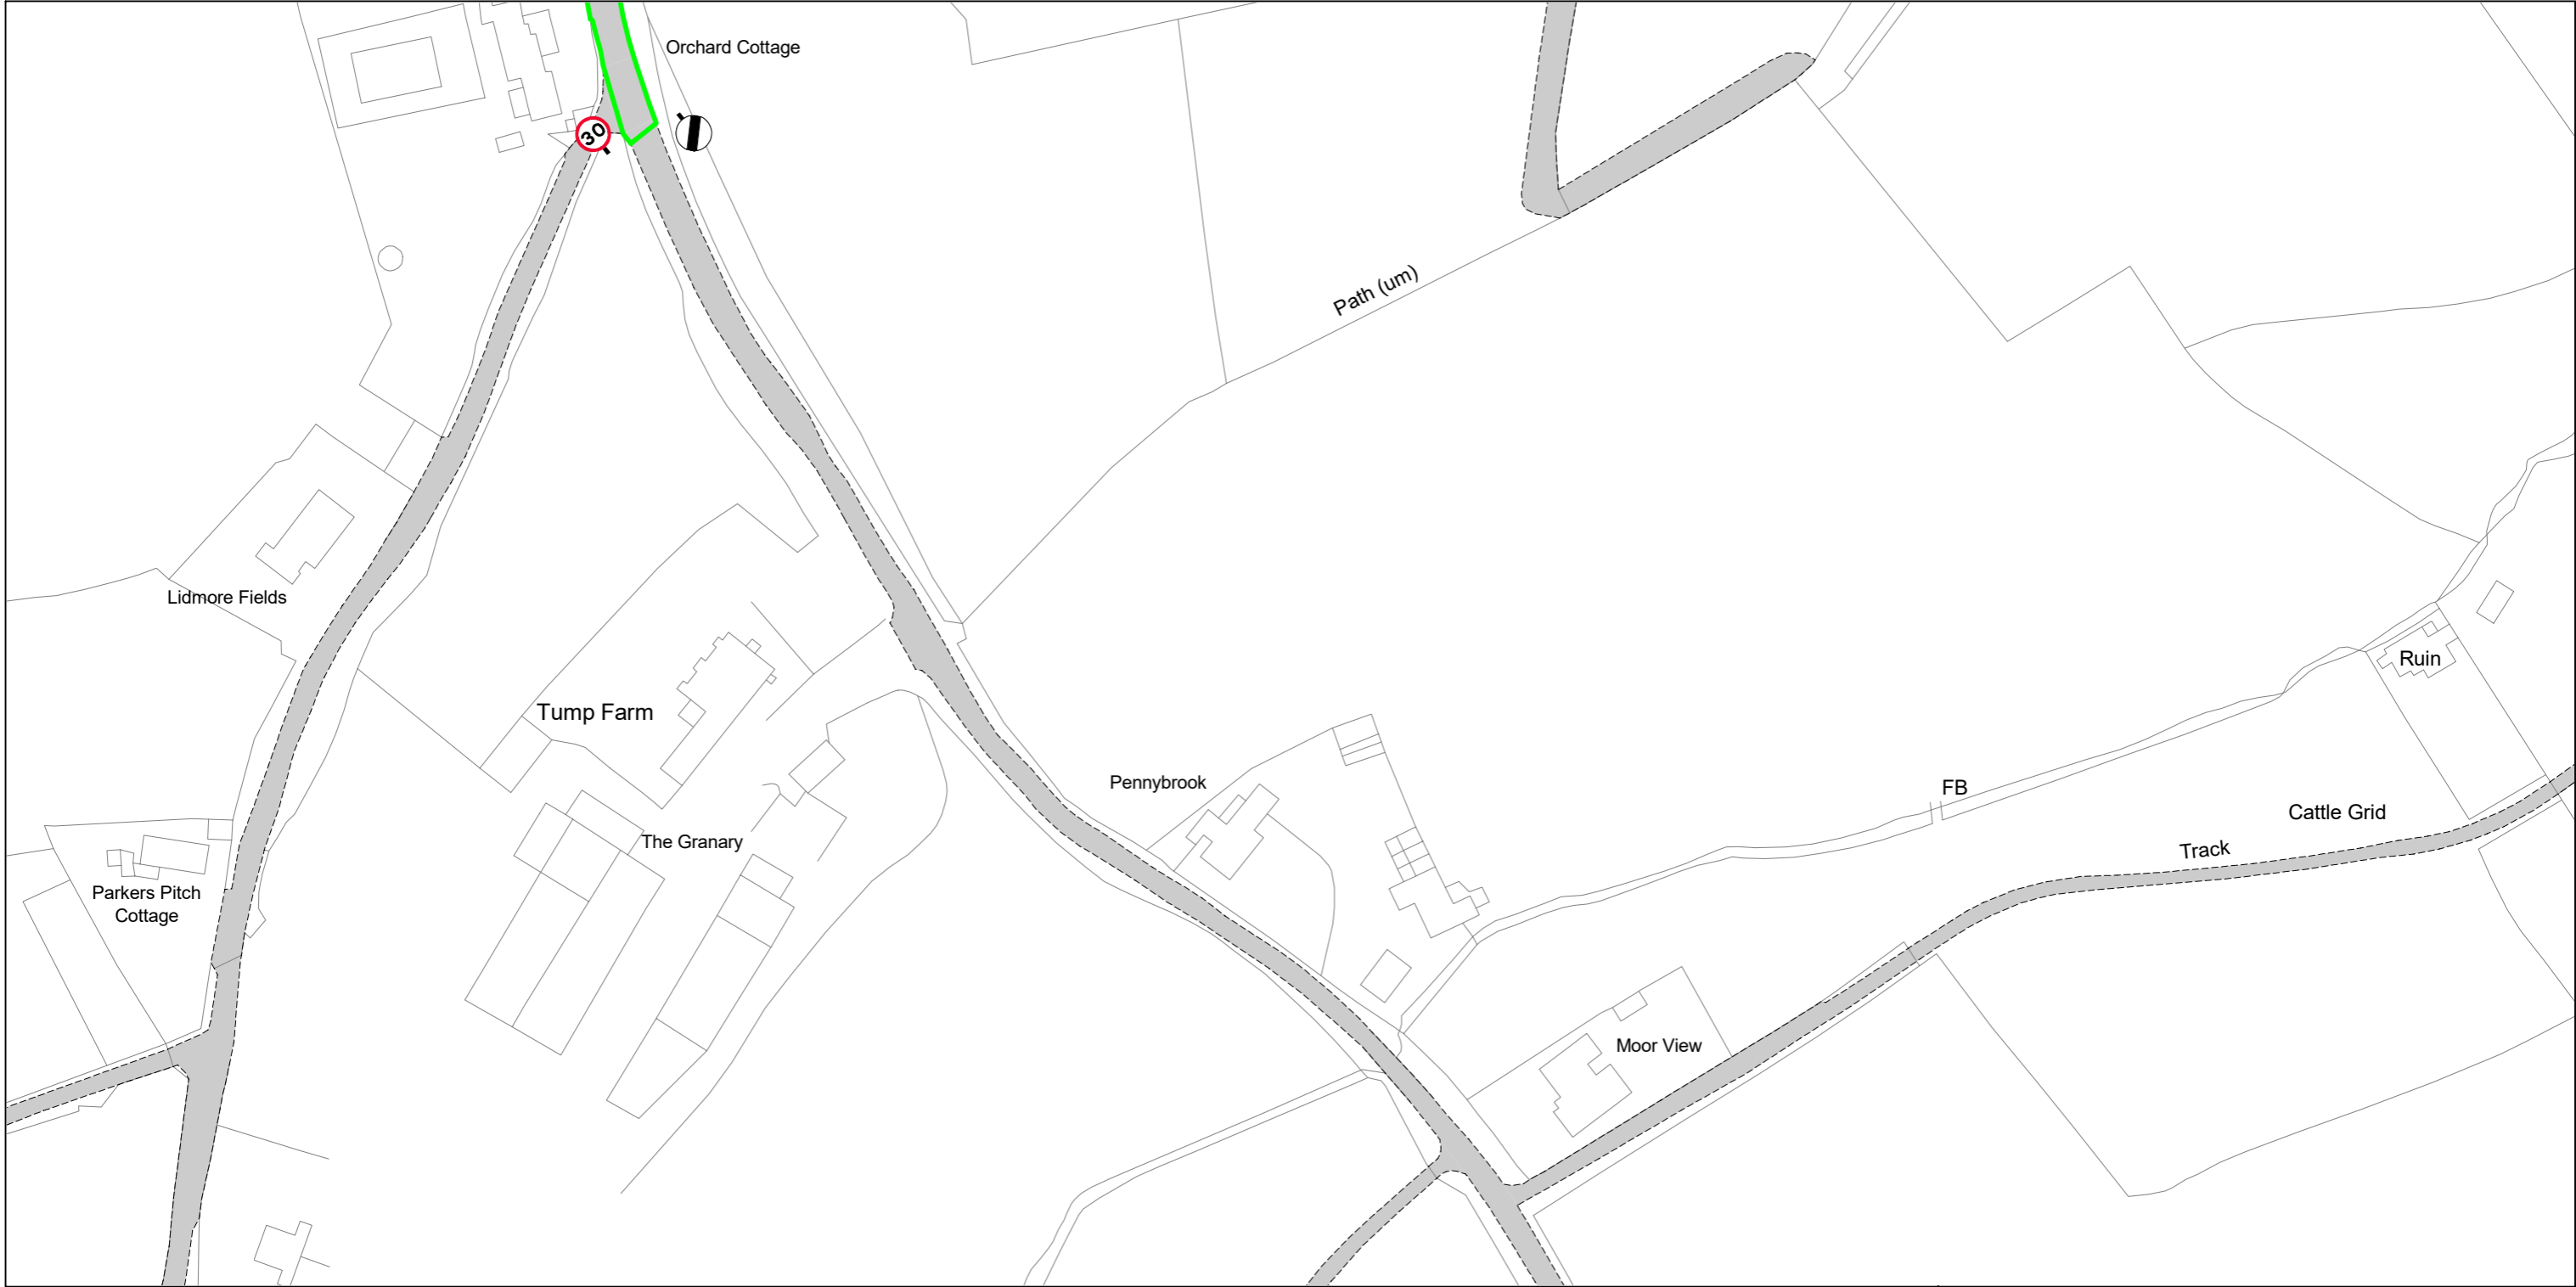 Orchard Cottage
30
Path (um)
Lidmore Fields
Ruin
Tump Farm
Pennybrook
FB
Cattle Grid
The Granary
Track
Parkers Pitch
Cottage
Moor View